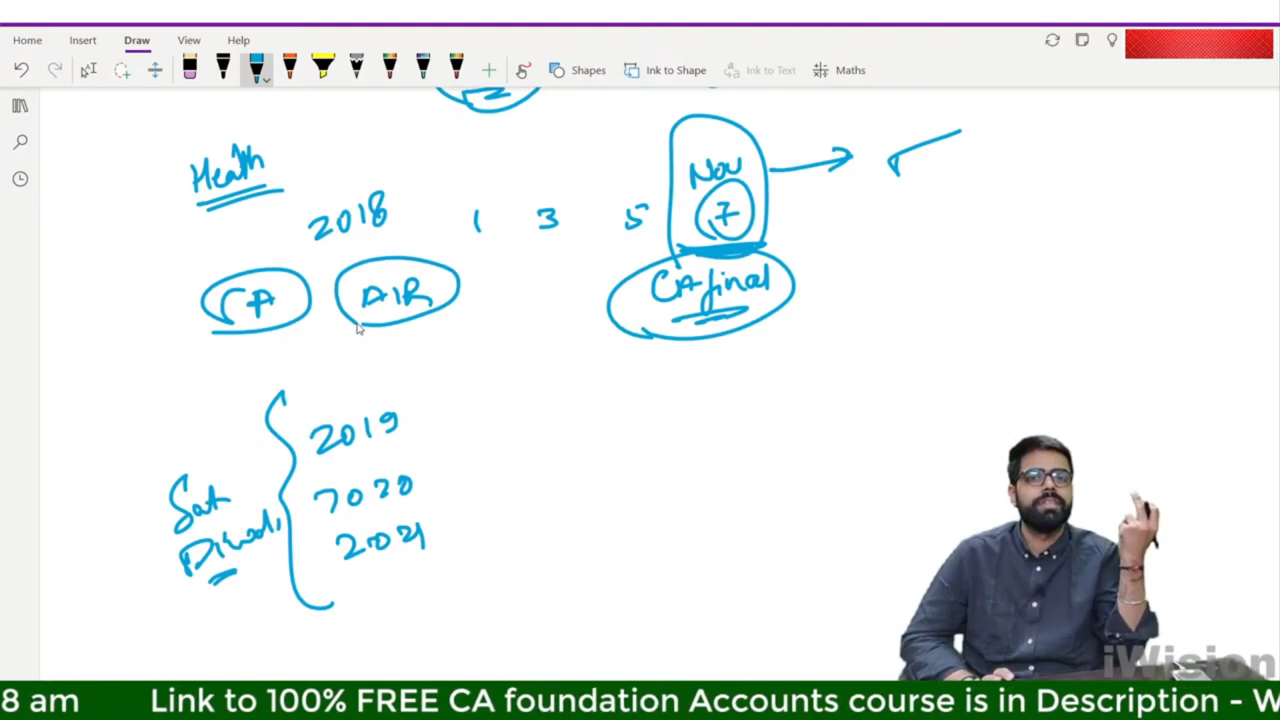 Home Insert Draw View Help
Shapes Ink to Shape Ink to Text Maths
Health
Nov
2018 1 3 5 7
CA AIR CA final
2019
Sat 2020
Diwali 2021
iWision
8 am Link to 100% FREE CA foundation Accounts course is in Description - W